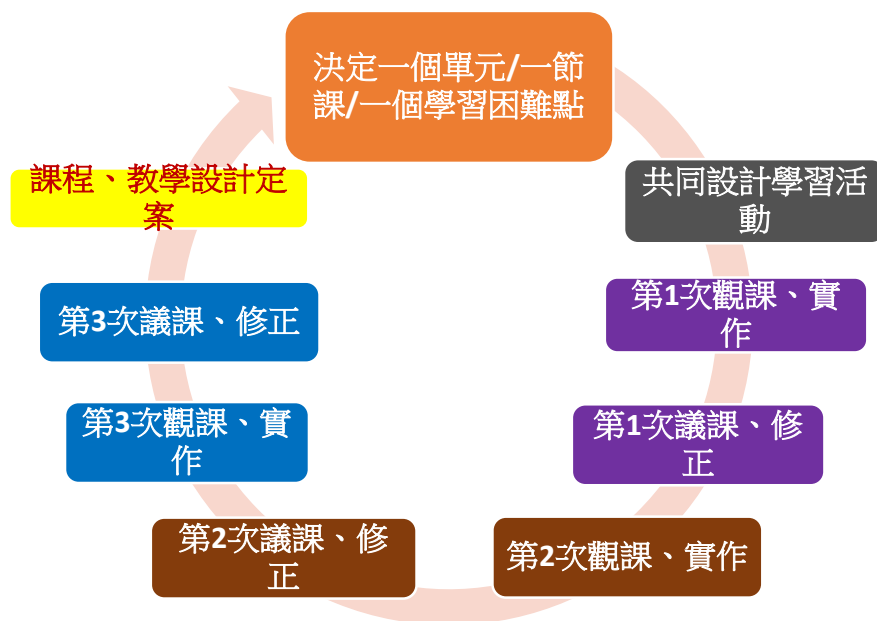 決定一個單元/一節
課/一個學習困難點
共同設計學習活
動
第1次觀課、實
作
第1次議課、修
正
第2次觀課、實作
第2次議課、修
正
第3次觀課、實
作
第3次議課、修正
課程、教學設計定
案